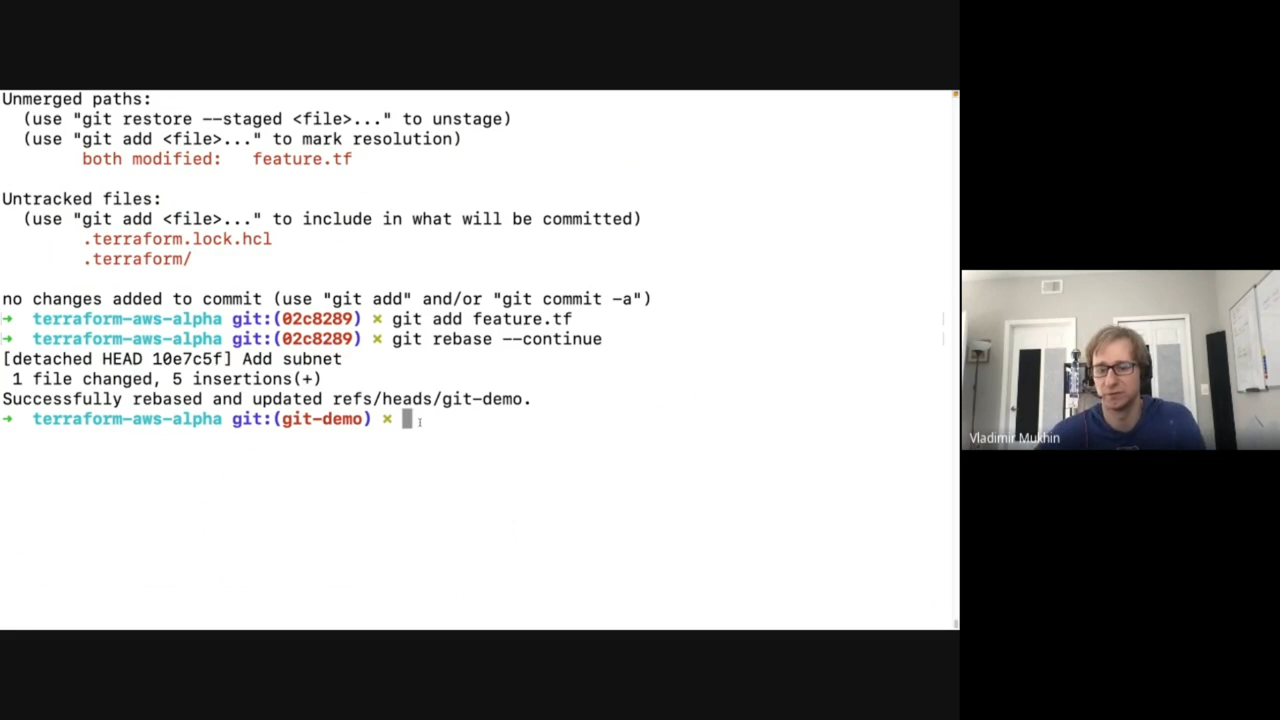 Unmerged paths:
  (use "git restore --staged <file>..." to unstage)
  (use "git add <file>..." to mark resolution)
        both modified:   feature.tf

Untracked files:
  (use "git add <file>..." to include in what will be committed)
        .terraform.lock.hcl
        .terraform/

no changes added to commit (use "git add" and/or "git commit -a")
➜  terraform-aws-alpha git:(02c8289) × git add feature.tf
➜  terraform-aws-alpha git:(02c8289) × git rebase --continue
[detached HEAD 10e7c5f] Add subnet
 1 file changed, 5 insertions(+)
Successfully rebased and updated refs/heads/git-demo.
➜  terraform-aws-alpha git:(git-demo) ×
Vladimir Mukhin